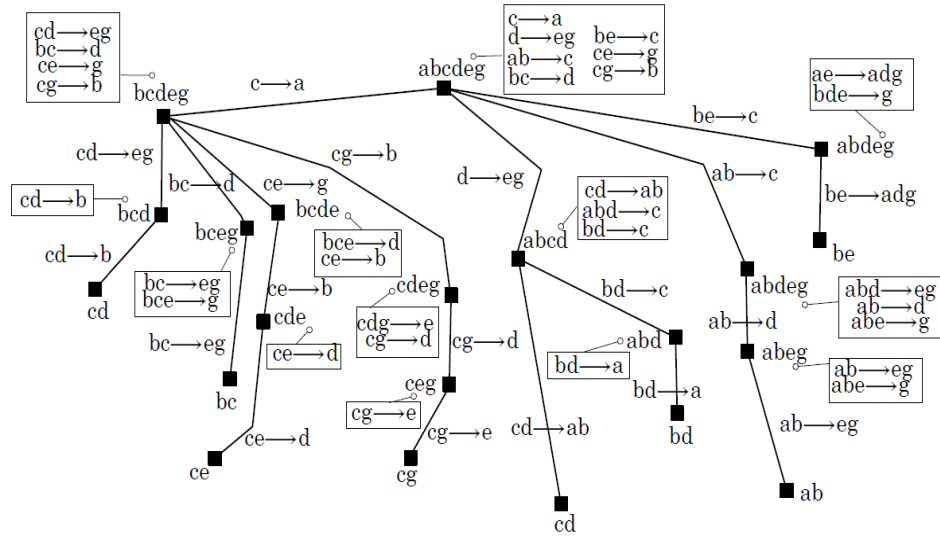 cd→eg
bc→d
ce→g
cg→b
bcdeg
c→a
abcdeg
c→a
d→eg
ab→c
bc→d
be→c
ce→g
cg→b
be→c
ae→adg
bde→g
abdeg
cd→eg
bc→d
ce→g
cg→b
d→eg
ab→c
be→adg
be
cd→b
bcd
cd→b
cd
bceg
bc→eg
bce→g
bc→eg
bc
bcde
bce→d
ce→b
ce→b
cde
ce→d
ce→d
ce
cdeg
cdg→e
cg→d
cg→d
ceg
cg→e
cg→e
cg
cd→ab
abd→c
bd→c
abcd
bd→c
abd
bd→a
bd→a
bd
cd→ab
cd
abdeg
abd→eg
ab→d
abe→g
ab→d
abeg
ab→eg
abe→g
ab→eg
ab